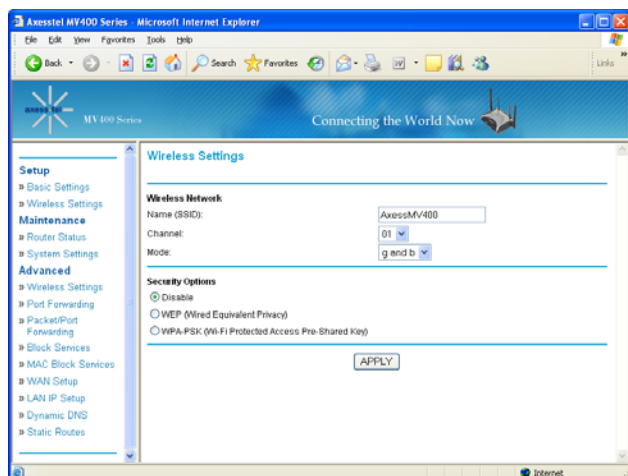 Axesstel MV400 Series - Microsoft Internet Explorer
File Edit View Favorites Tools Help
Back Search Favorites Links
axesstel
MV400 Series
Connecting the World Now
Setup
» Basic Settings
» Wireless Settings
Maintenance
» Router Status
» System Settings
Advanced
» Wireless Settings
» Port Forwarding
» Packet/Port
Forwarding
» Block Services
» MAC Block Services
» WAN Setup
» LAN IP Setup
» Dynamic DNS
» Static Routes
Wireless Settings
Wireless Network
Name (SSID): AxessMV400
Channel: 01
Mode: g and b
Security Options
Disable
WEP (Wired Equivalent Privacy)
WPA-PSK (Wi-Fi Protected Access Pre-Shared Key)
APPLY
Internet